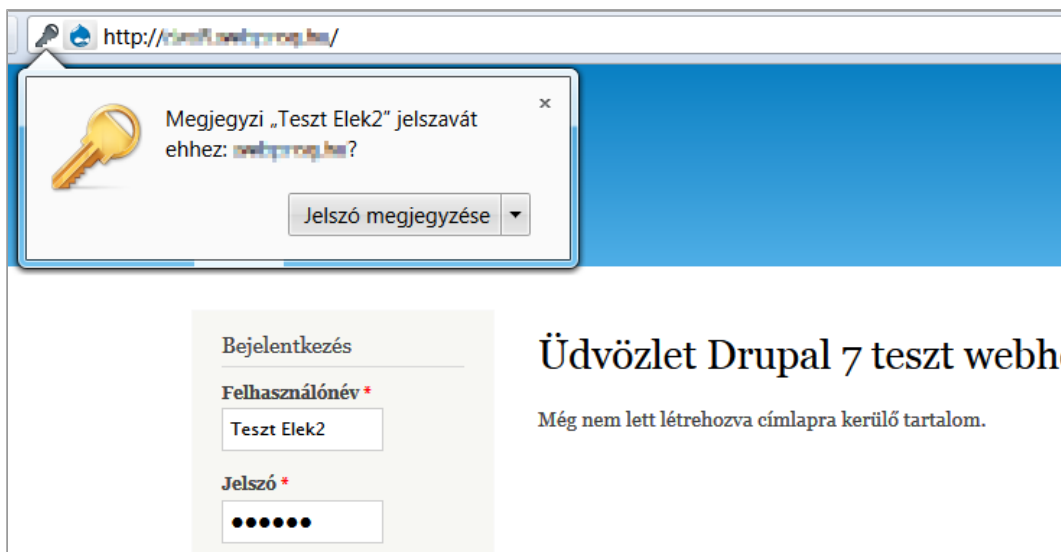 http:// /
Megjegyzi „Teszt Elek2” jelszavát
ehhez: ?
Jelszó megjegyzése
Bejelentkezés
Üdvözlet Drupal 7 teszt
Felhasználónév *
Teszt Elek2
Még nem lett létrehozva címlapra kerülő tartalom.
Jelszó *
●●●●●●